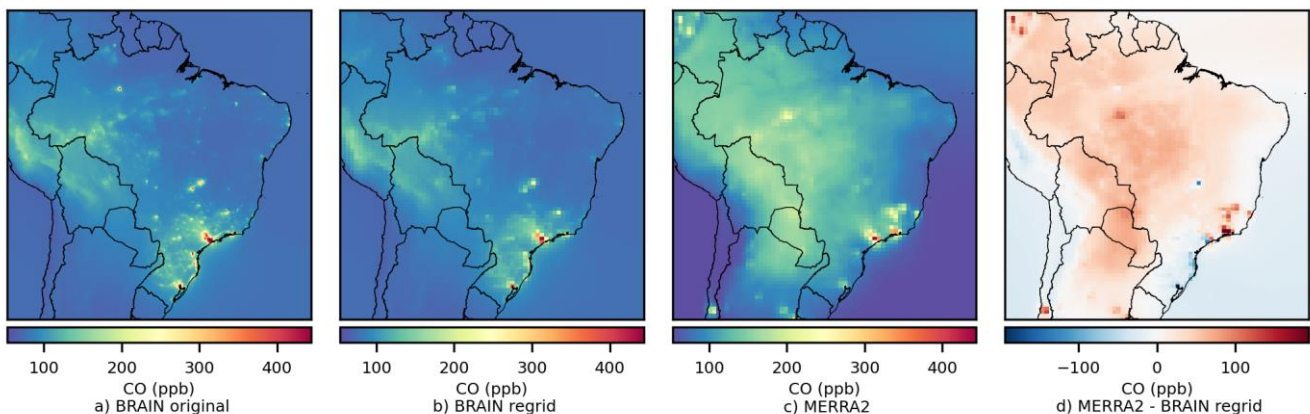 100 200 300 400 100 200 300 400 100 200 300 400 −100 0 100
CO (ppb) CO (ppb) CO (ppb) CO (ppb)
a) BRAIN original b) BRAIN regrid c) MERRA2 d) MERRA2 - BRAIN regrid